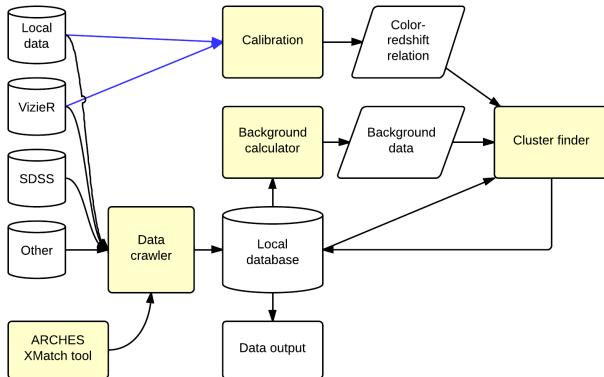 Local
data
Calibration
Color-
redshift
relation
VizieR
Background
calculator
Background
data
Cluster finder
SDSS
Other
Data
crawler
Local
database
ARCHES
XMatch tool
Data output